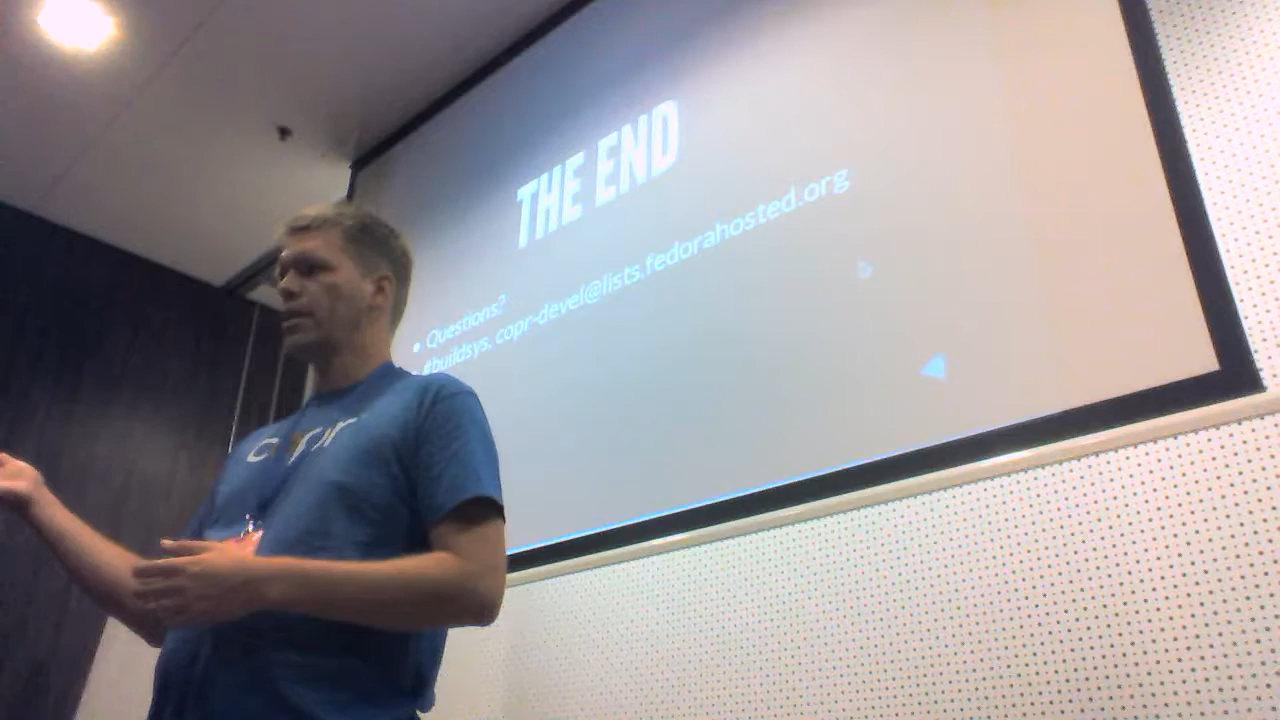 THE END
Questions?
#buildsys, copr-devel@lists.fedorahosted.org
copr